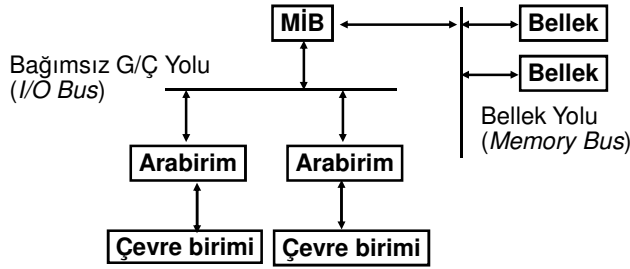 MİB
Bellek
Bellek
Bağımsız G/Ç Yolu
(I/O Bus)
Bellek Yolu
(Memory Bus)
Arabirim
Arabirim
Çevre birimi
Çevre birimi